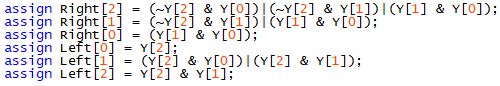 assign Right[2] = (~Y[2] & Y[0])|(~Y[2] & Y[1])|(Y[1] & Y[0]);
assign Right[1] = (~Y[2] & Y[1])|(Y[1] & Y[0]);
assign Right[0] = (Y[1] & Y[0]);
assign Left[0] = Y[2];
assign Left[1] = (Y[2] & Y[0])|(Y[2] & Y[1]);
assign Left[2] = Y[2] & Y[1];